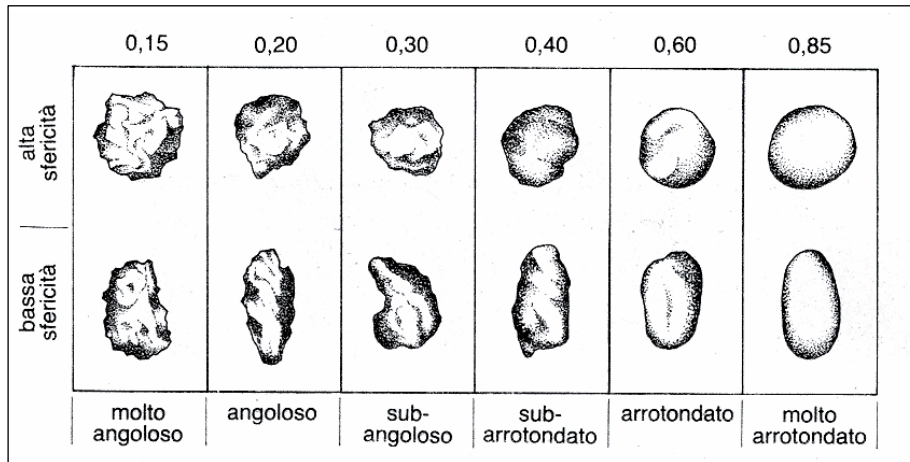 0,15 0,20 0,30 0,40 0,60 0,85
alta
sfericità
bassa
sfericità
molto
angoloso
angoloso
sub-
angoloso
sub-
arrotondato
arrotondato
molto
arrotondato